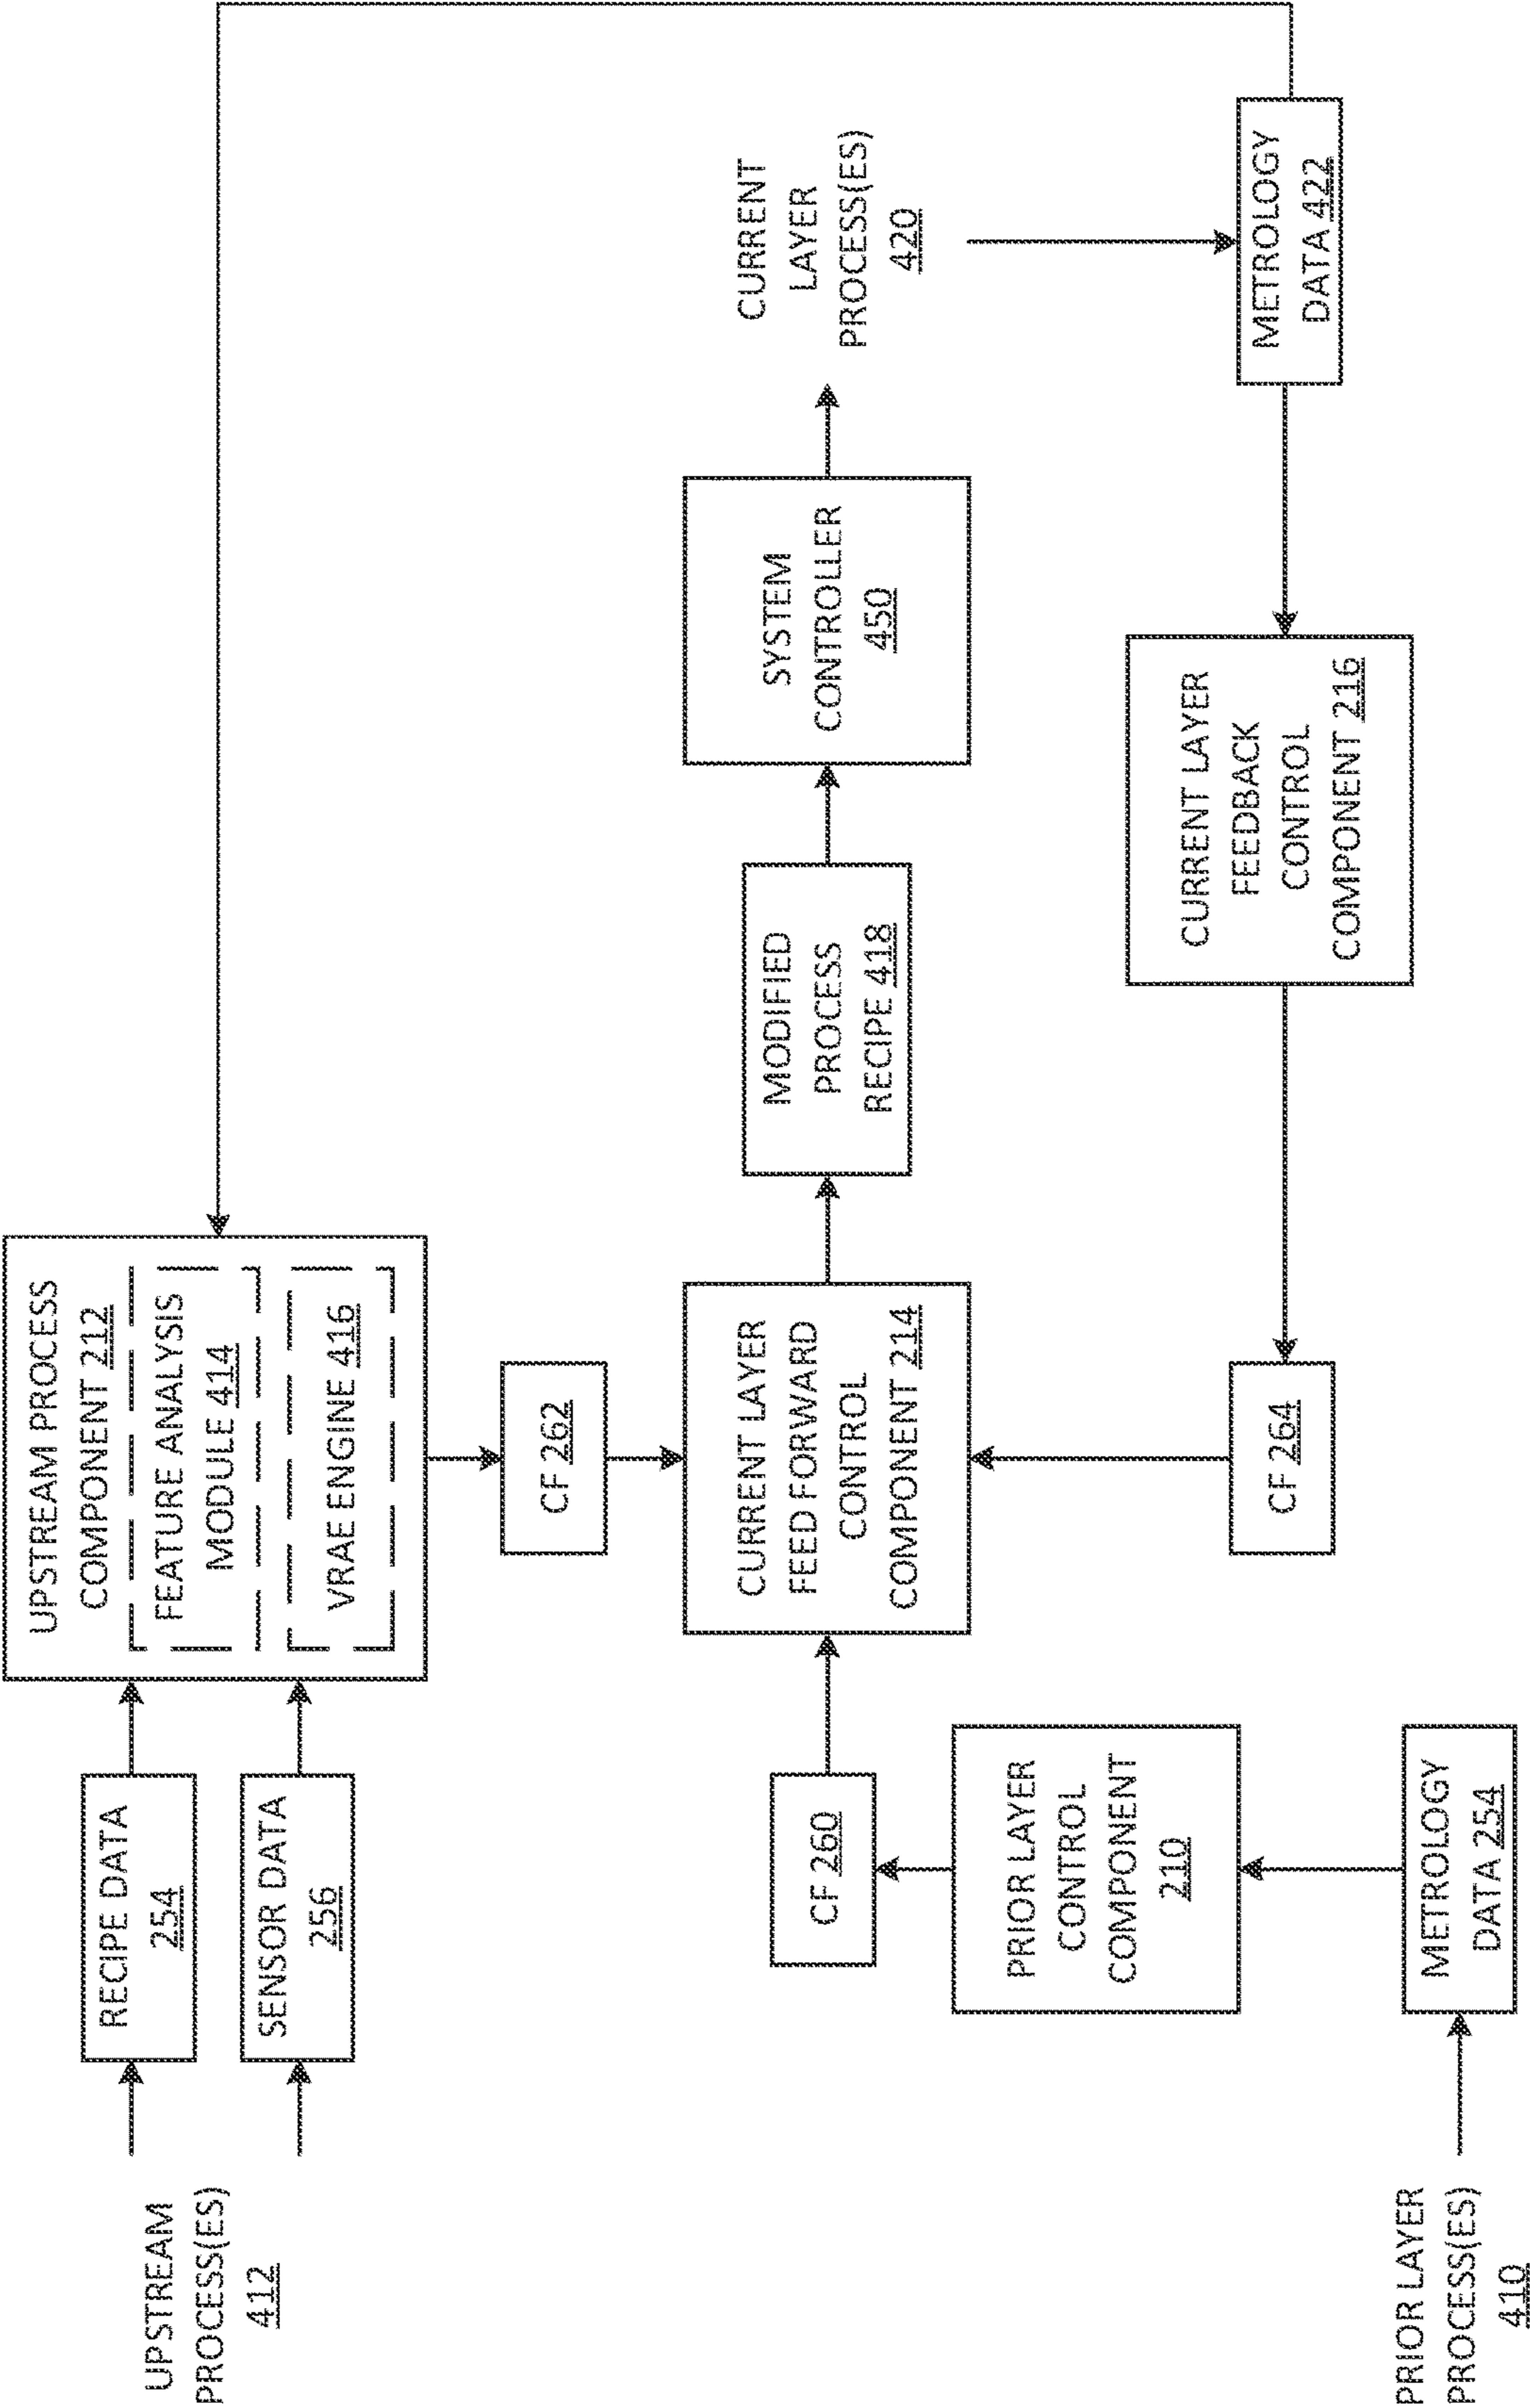 UPSTREAM
PROCESS(ES)
412
RECIPE DATA
254
SENSOR DATA
256
UPSTREAM PROCESS
COMPONENT 212
FEATURE ANALYSIS
MODULE 414
VRAE ENGINE 416
CF 262
PRIOR LAYER
PROCESS(ES)
410
METROLOGY
DATA 254
PRIOR LAYER
CONTROL
COMPONENT
210
CF 260
CURRENT LAYER
FEED FORWARD
CONTROL
COMPONENT 214
MODIFIED
PROCESS
RECIPE 418
SYSTEM
CONTROLLER
450
CURRENT
LAYER
PROCESS(ES)
420
METROLOGY
DATA 422
CURRENT LAYER
FEEDBACK
CONTROL
COMPONENT 216
CF 264